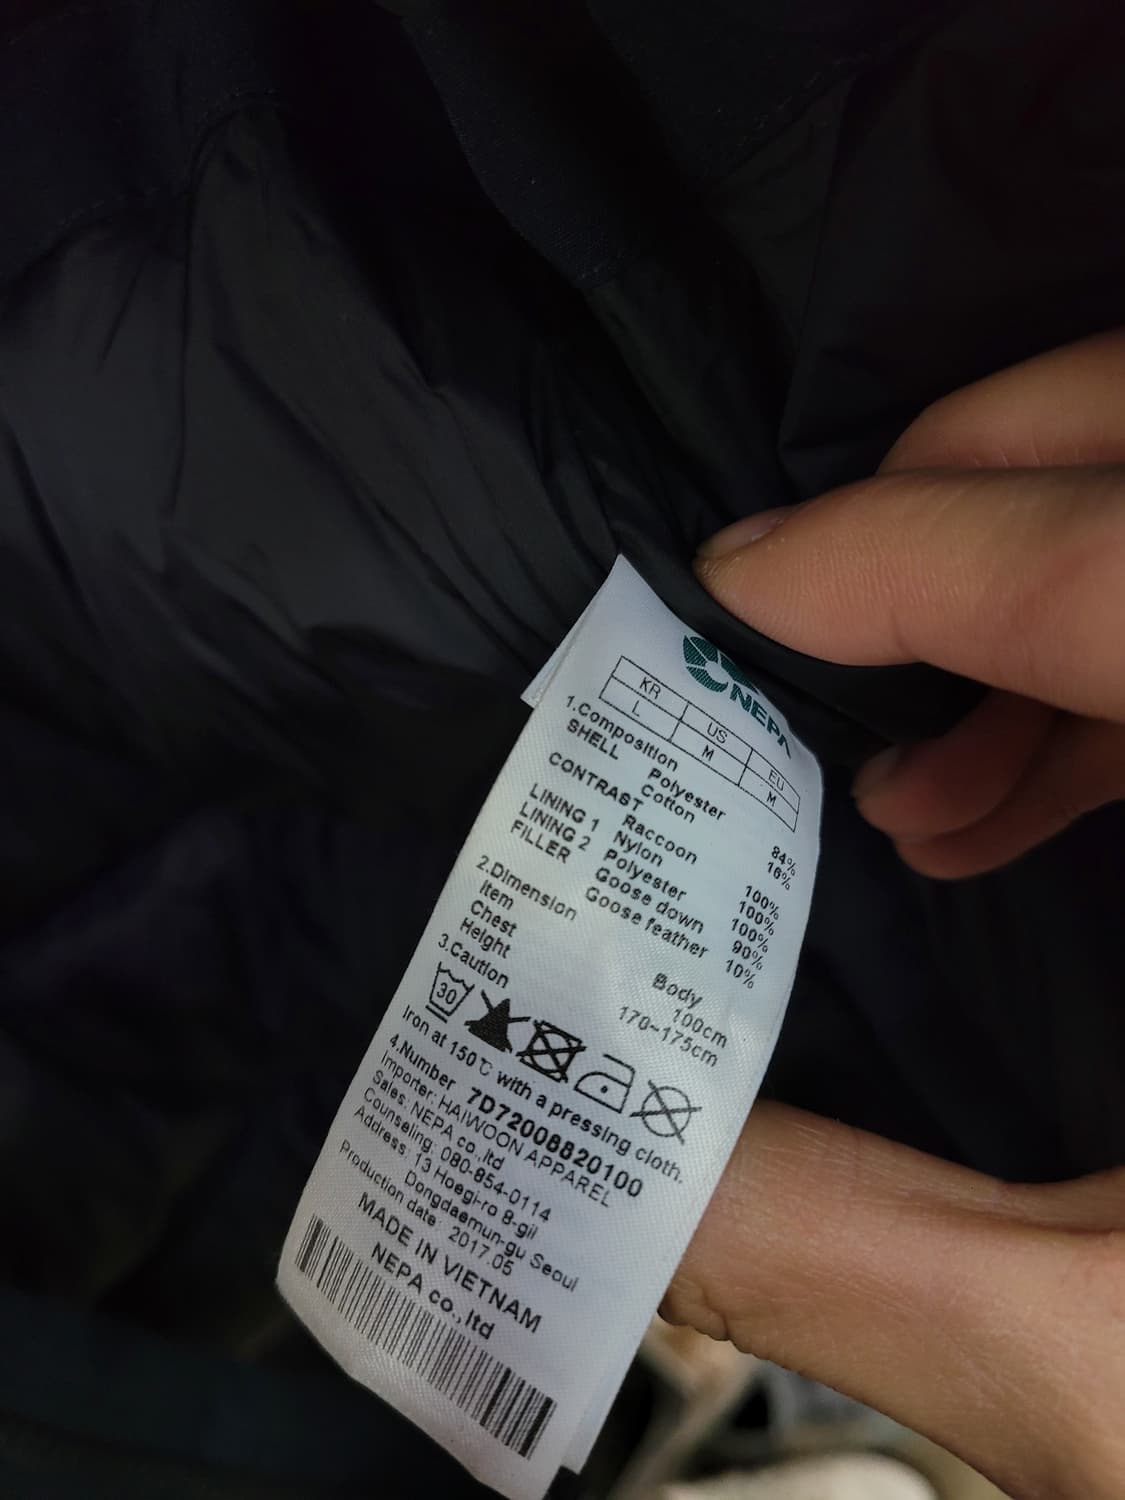 NEPA
KR US EU
L M M
1.Composition
SHELL Polyester 84%
Cotton 16%
CONTRAST
Raccoon 100%
LINING 1 Nylon 100%
LINING 2 Polyester 100%
FILLER Goose down 90%
Goose feather 10%
2.Dimension
Item Body
Chest 100cm
Height 170~175cm
3.Caution
30
Iron at 150℃ with a pressing cloth.
4.Number 7D72008820100
Importer: HAIWOON APPAREL
Sales: NEPA co.,ltd
Counseling: 080-854-0114
Address: 13 Hoegi-ro 8-gil
Dongdaemun-gu Seoul
Production date: 2017.05
MADE IN VIETNAM
NEPA co.,ltd